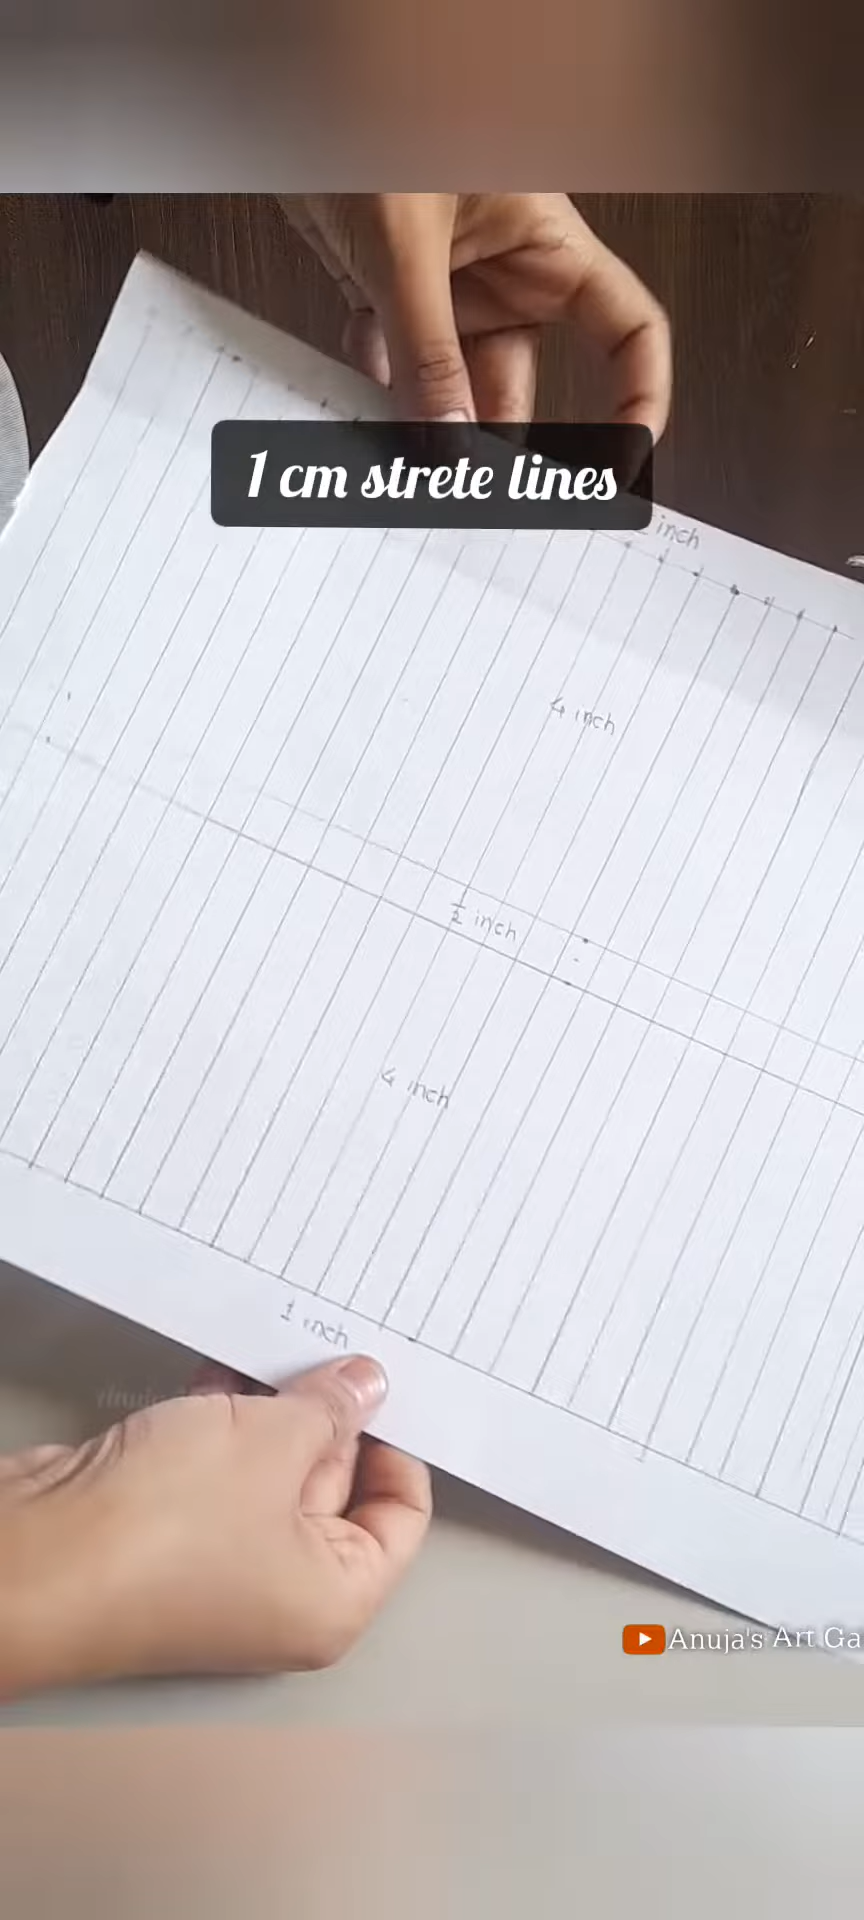 1 cm strete lines
inch
4 inch
1/2 inch
4 inch
1 inch
Anuja's Art Ga